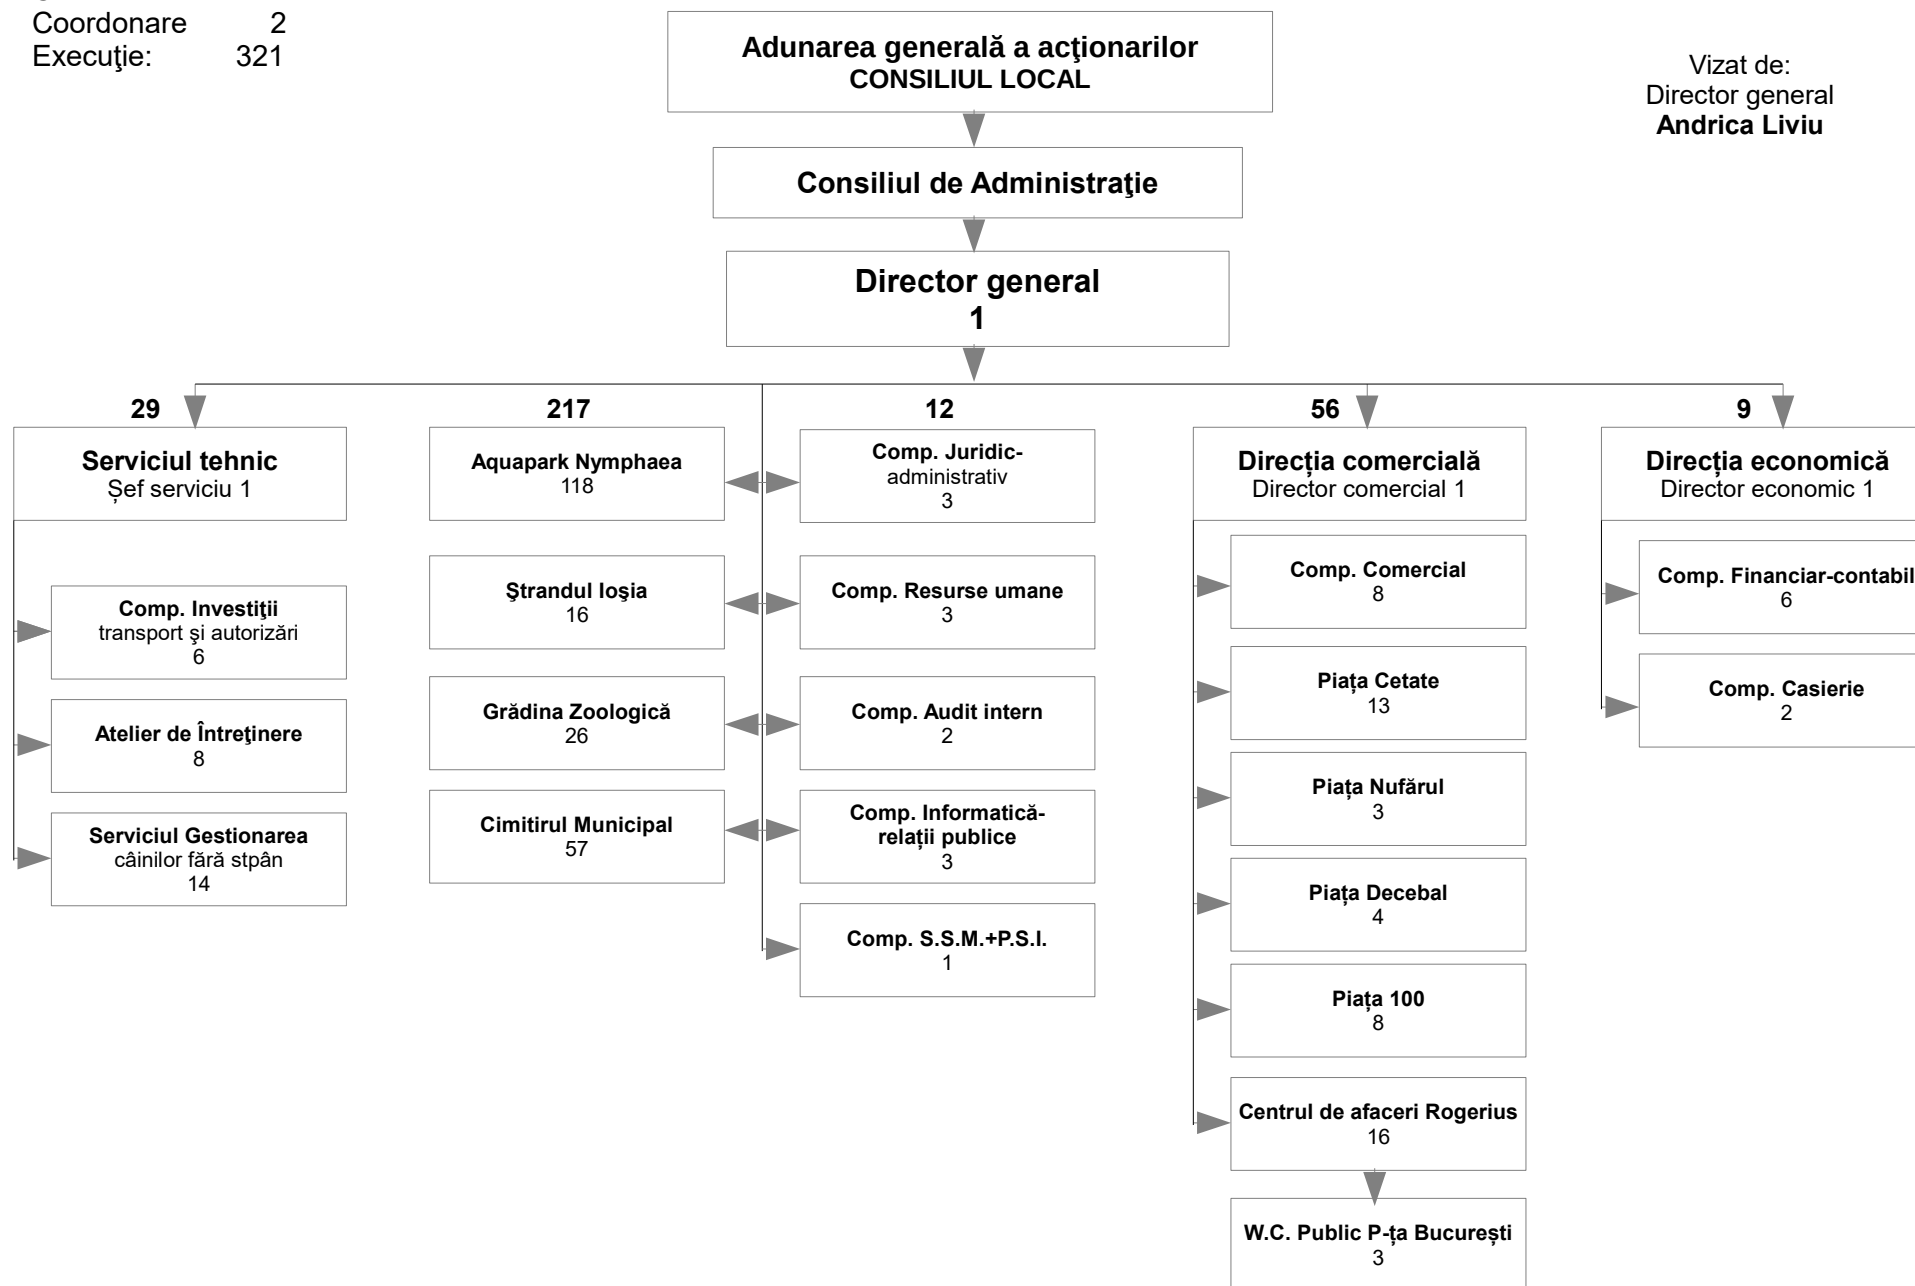 Coordonare 2
Execuţie: 321
Adunarea generală a acţionarilor
CONSILIUL LOCAL
Vizat de:
Director general
Andrica Liviu
Consiliul de Administraţie
Director general
1
29
Serviciul tehnic
Șef serviciu 1
Comp. Investiţii
transport şi autorizări
6
Atelier de Întreţinere
8
Serviciul Gestionarea
câinilor fără stpân
14
217
Aquapark Nymphaea
118
Ştrandul Ioşia
16
Grădina Zoologică
26
Cimitirul Municipal
57
12
Comp. Juridic-
administrativ
3
Comp. Resurse umane
3
Comp. Audit intern
2
Comp. Informatică-
relații publice
3
Comp. S.S.M.+P.S.I.
1
56
Direcția comercială
Director comercial 1
Comp. Comercial
8
Piața Cetate
13
Piața Nufărul
3
Piața Decebal
4
Piața 100
8
Centrul de afaceri Rogerius
16
W.C. Public P-ța București
3
9
Direcția economică
Director economic 1
Comp. Financiar-contabil
6
Comp. Casierie
2